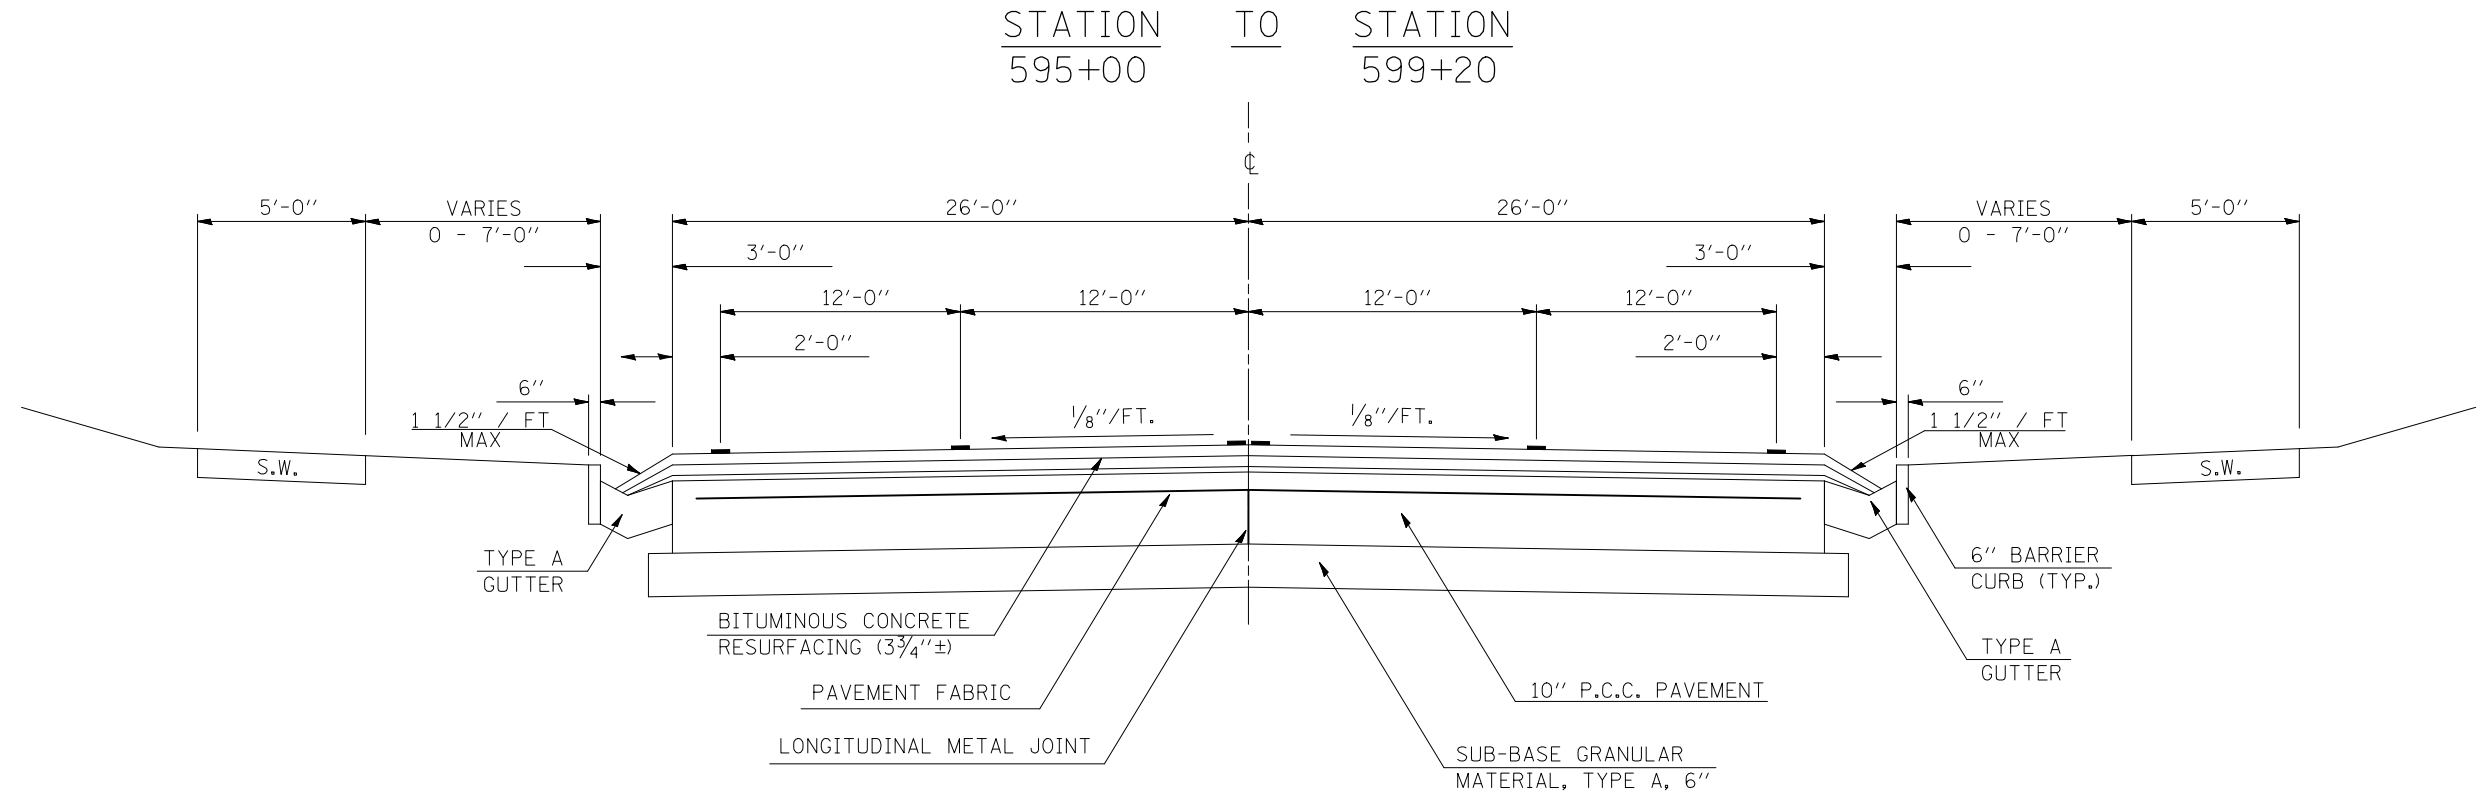 STATION TO STATION
595+00 599+20
℄
5'-0" VARIES 26'-0" 26'-0" VARIES 5'-0"
0 - 7'-0" 0 - 7'-0"
3'-0" 3'-0"
12'-0" 12'-0" 12'-0" 12'-0"
2'-0" 2'-0"
6" 6"
1 1/2" / FT 1/8"/FT. 1/8"/FT. 1 1/2" / FT
MAX MAX
S.W. S.W.
TYPE A
GUTTER
6" BARRIER
CURB (TYP.)
BITUMINOUS CONCRETE
RESURFACING (3 3/4"±)
TYPE A
GUTTER
PAVEMENT FABRIC
10" P.C.C. PAVEMENT
LONGITUDINAL METAL JOINT
SUB-BASE GRANULAR
MATERIAL, TYPE A, 6"